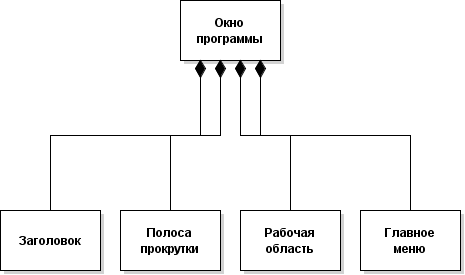 Окно
программы
Заголовок
Полоса
прокрутки
Рабочая
область
Главное
меню